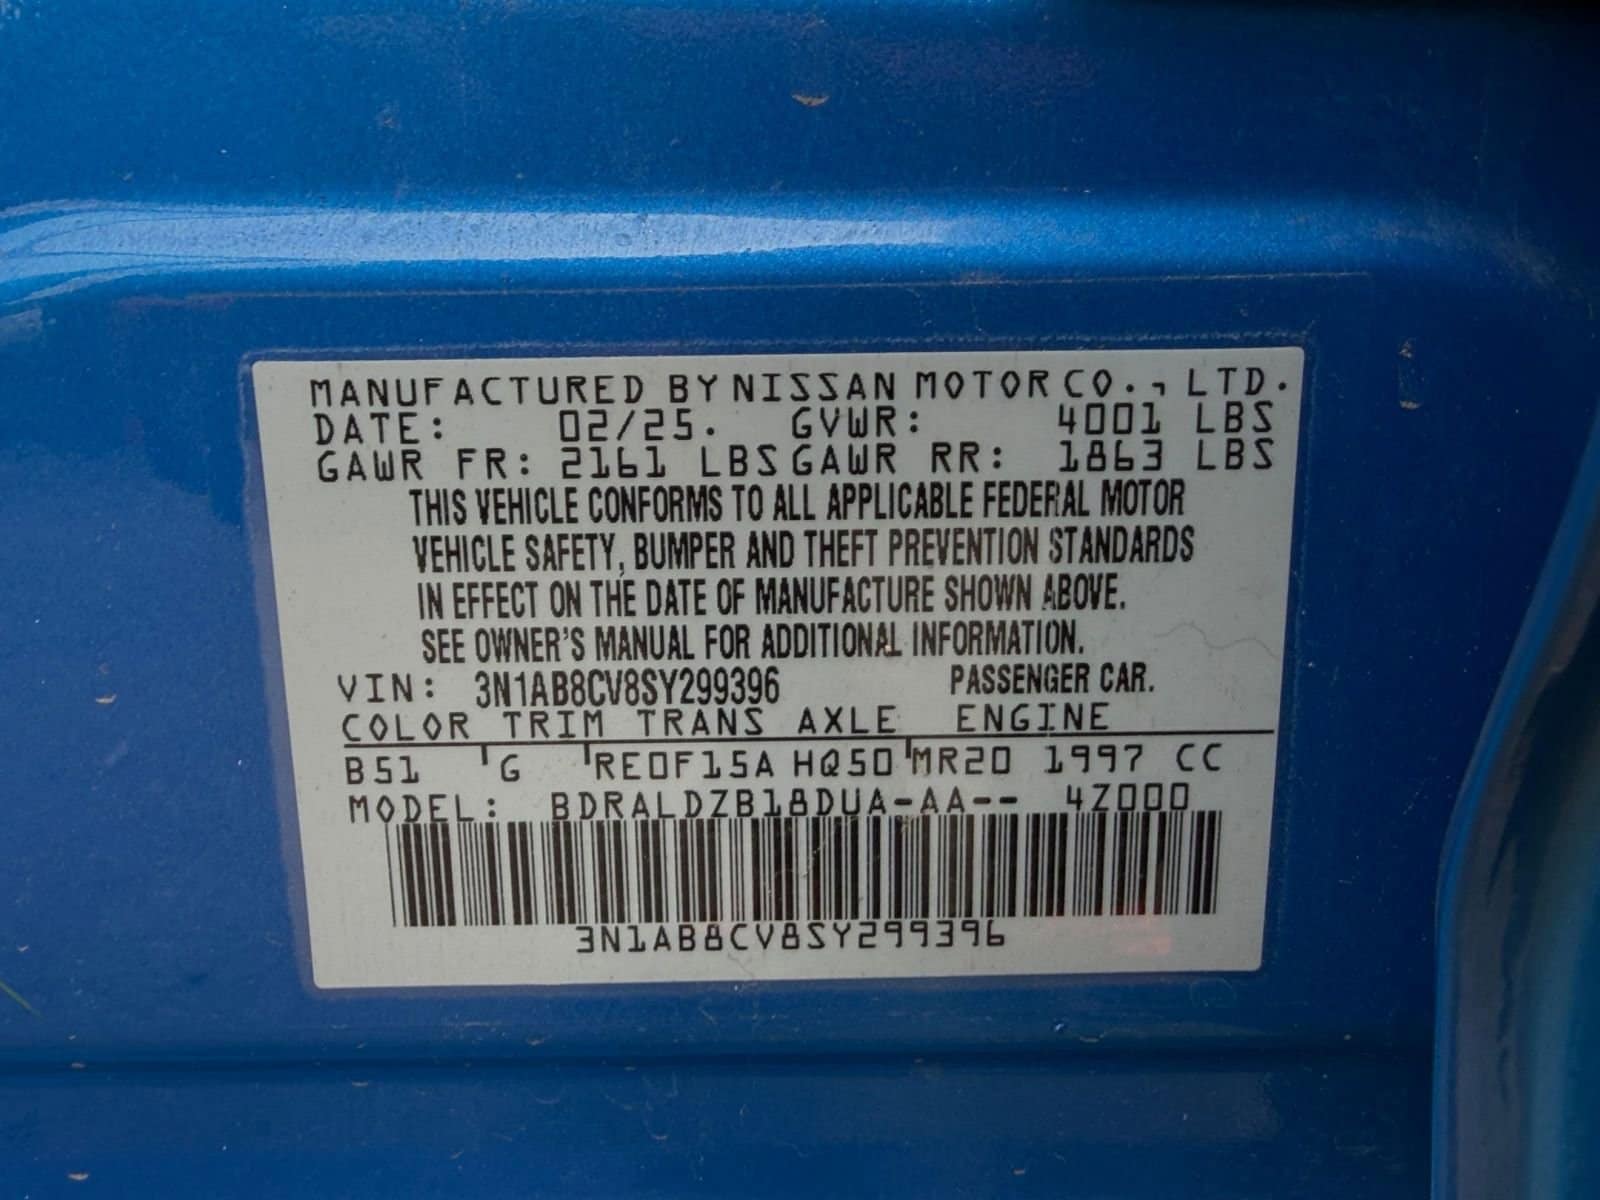 MANUFACTURED BY NISSAN MOTOR CO., LTD.
DATE: 02/25. GVWR: 4001 LBS
GAWR FR: 2161 LBS GAWR RR: 1863 LBS
THIS VEHICLE CONFORMS TO ALL APPLICABLE FEDERAL MOTOR
VEHICLE SAFETY, BUMPER AND THEFT PREVENTION STANDARDS
IN EFFECT ON THE DATE OF MANUFACTURE SHOWN ABOVE.
SEE OWNER'S MANUAL FOR ADDITIONAL INFORMATION.
VIN: 3N1AB8CV8SY299396 PASSENGER CAR.
COLOR TRIM TRANS AXLE ENGINE
B51 G RE0F15A HQ50 MR20 1997 CC
MODEL: BDRALDZB18DUA-AA-- 4Z000
3N1AB8CV8SY299396